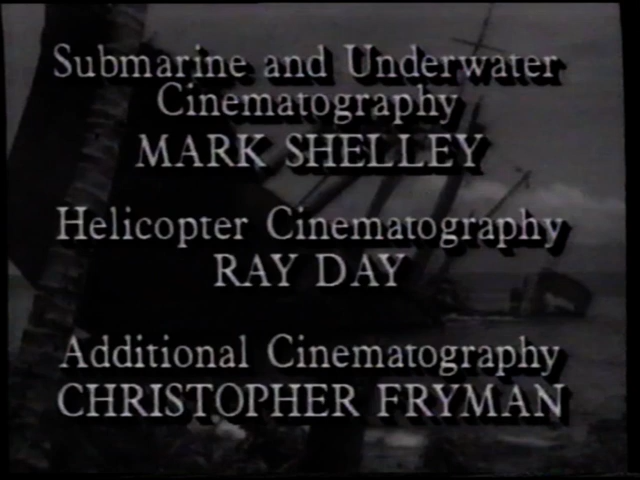 Submarine and Underwater
Cinematography
MARK SHELLEY
Helicopter Cinematography
RAY DAY
Additional Cinematography
CHRISTOPHER FRYMAN